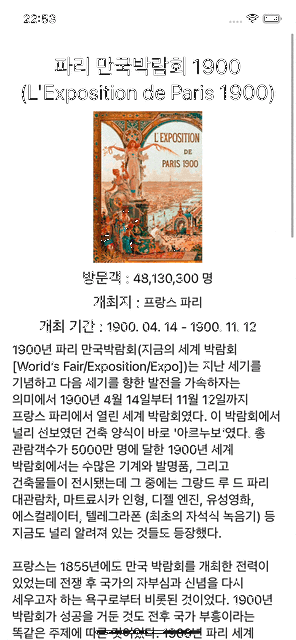 22:53
파리 만국박람회 1900
(L'Exposition de Paris 1900)
L'EXPOSITION
DE
PARIS 1900
방문객 : 48,130,300 명
개최지 : 프랑스 파리
개최 기간 : 1900. 04. 14 - 1900. 11. 12
1900년 파리 만국박람회(지금의 세계 박람회
[World's Fair/Exposition/Expo])는 지난 세기를
기념하고 다음 세기를 향한 발전을 가속하자는
의미에서 1900년 4월 14일부터 11월 12일까지
프랑스 파리에서 열린 세계 박람회였다. 이 박람회에서
널리 선보였던 건축 양식이 바로 '아르누보'였다. 총
관람객수가 5000만 명에 달한 1900년 세계
박람회에서는 수많은 기계와 발명품, 그리고
건축물들이 전시됐는데 그 중에는 그랑드 루 드 파리
대관람차, 마트료시카 인형, 디젤 엔진, 유성영화,
에스컬레이터, 텔레그라폰 (최초의 자석식 녹음기) 등
지금도 널리 알려져 있는 것들도 등장했다.
프랑스는 1855년에도 만국 박람회를 개최한 전력이
있었는데 전쟁 후 국가의 자부심과 신념을 다시
세우고자 하는 욕구로부터 비롯된 것이었다. 1900년
박람회가 성공을 거둔 것도 전후 국가 부흥이라는
똑같은 주제에 따른 것이었다. 1900년 파리 세계